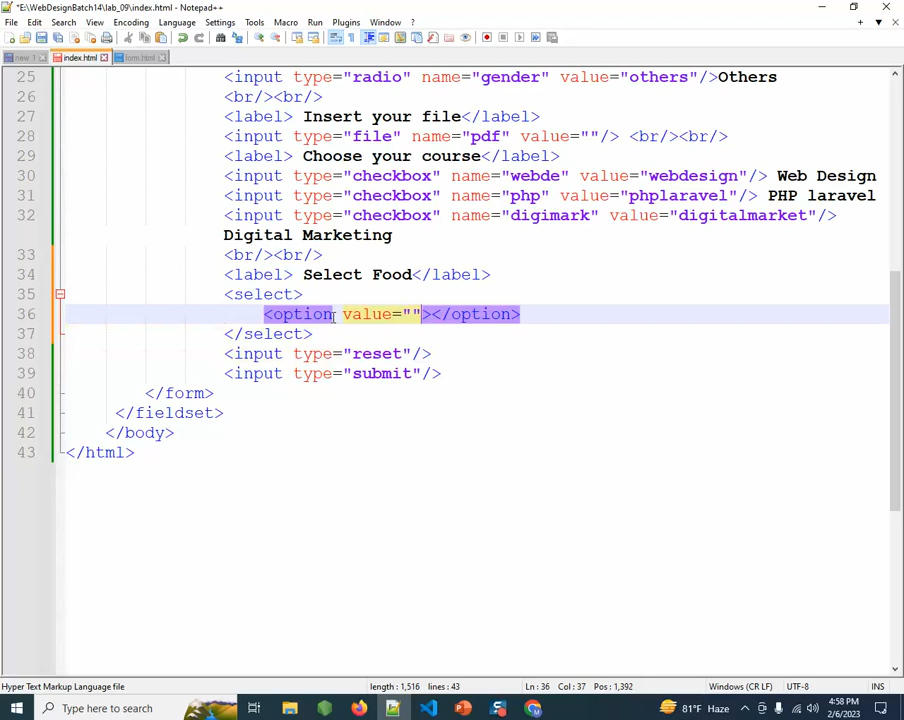 *E:\WebDesignBatch14\lab_09\index.html - Notepad++
File Edit Search View Encoding Language Settings Tools Macro Run Plugins Window ?
new 1 index.html form.html
25 <input type="radio" name="gender" value="others"/>Others
26 <br/><br/>
27 <label> Insert your file</label>
28 <input type="file" name="pdf" value=""/> <br/><br/>
29 <label> Choose your course</label>
30 <input type="checkbox" name="webde" value="webdesign"/> Web Design
31 <input type="checkbox" name="php" value="phplaravel"/> PHP laravel
32 <input type="checkbox" name="digimark" value="digitalmarket"/>
Digital Marketing
33 <br/><br/>
34 <label> Select Food</label>
35 <select>
36 <option value=""></option>
37 </select>
38 <input type="reset"/>
39 <input type="submit"/>
40 </form>
41 </fieldset>
42 </body>
43 </html>
Hyper Text Markup Language file length : 1,516 lines : 43 Ln : 36 Col : 37 Pos : 1,392 Windows (CR LF) UTF-8 INS
Type here to search 81°F Haze 4:58 PM
2/6/2023